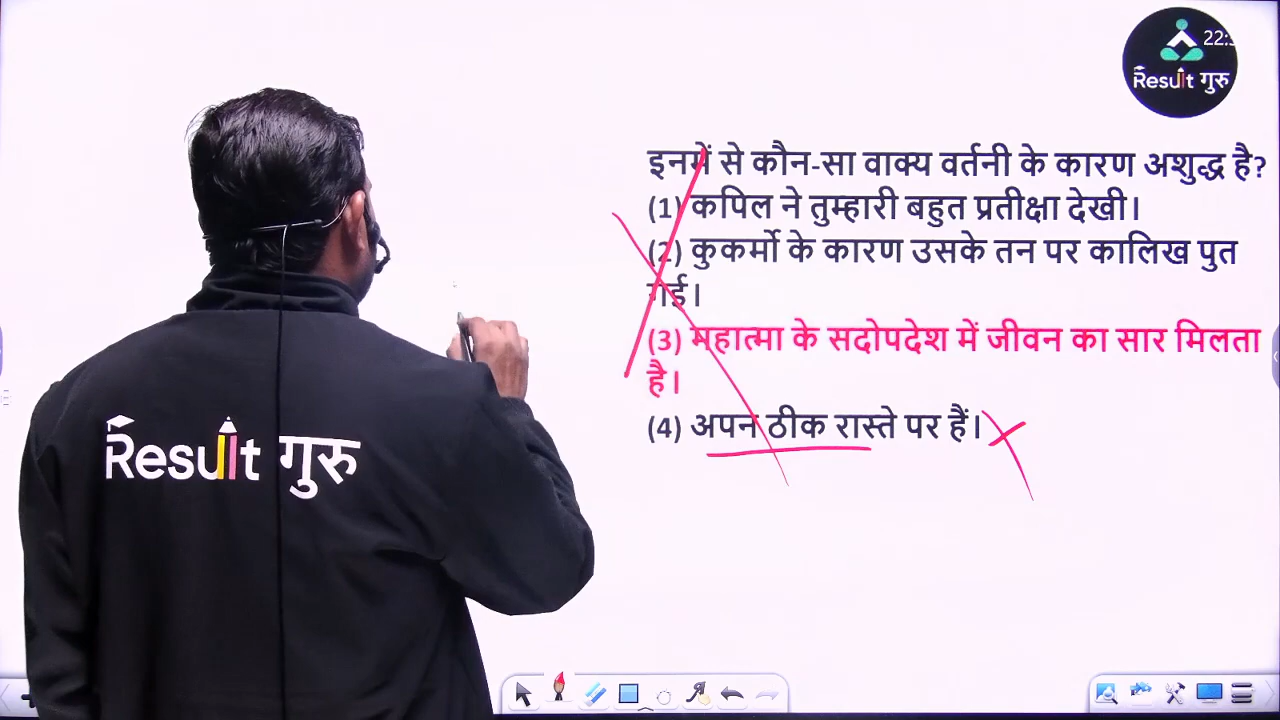 22:
Result गुरु
इनमें से कौन-सा वाक्य वर्तनी के कारण अशुद्ध है?
(1) कपिल ने तुम्हारी बहुत प्रतीक्षा देखी।
(2) कुकर्मो के कारण उसके तन पर कालिख पुत
गई।
(3) महात्मा के सदोपदेश में जीवन का सार मिलता
है।
(4) अपन ठीक रास्ते पर हैं।
Result गुरु